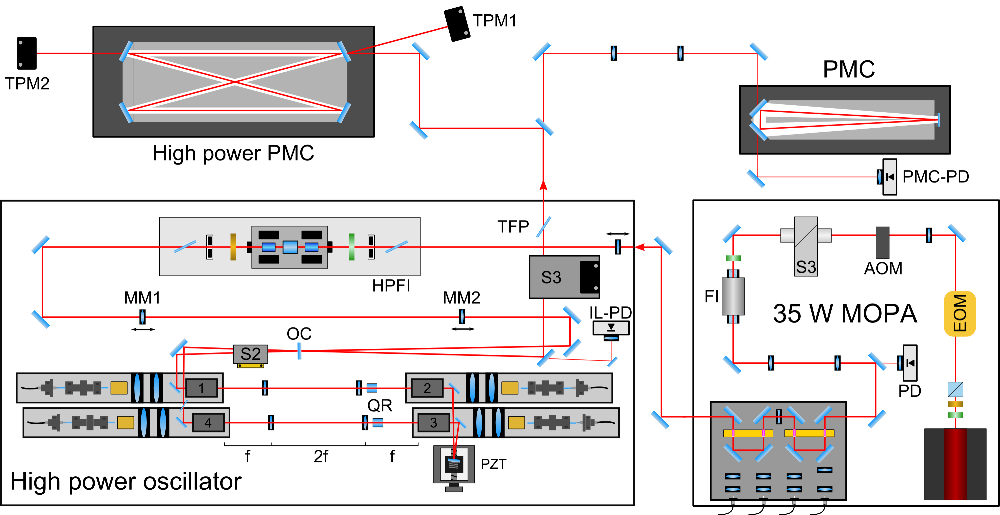 TPM1
TPM2
High power PMC
PMC
PMC-PD
TFP
S3
HPFI
MM1
MM2
IL-PD
OC
S2
1
2
QR
4
3
f
2f
f
PZT
High power oscillator
S3
AOM
FI
35 W MOPA
EOM
PD